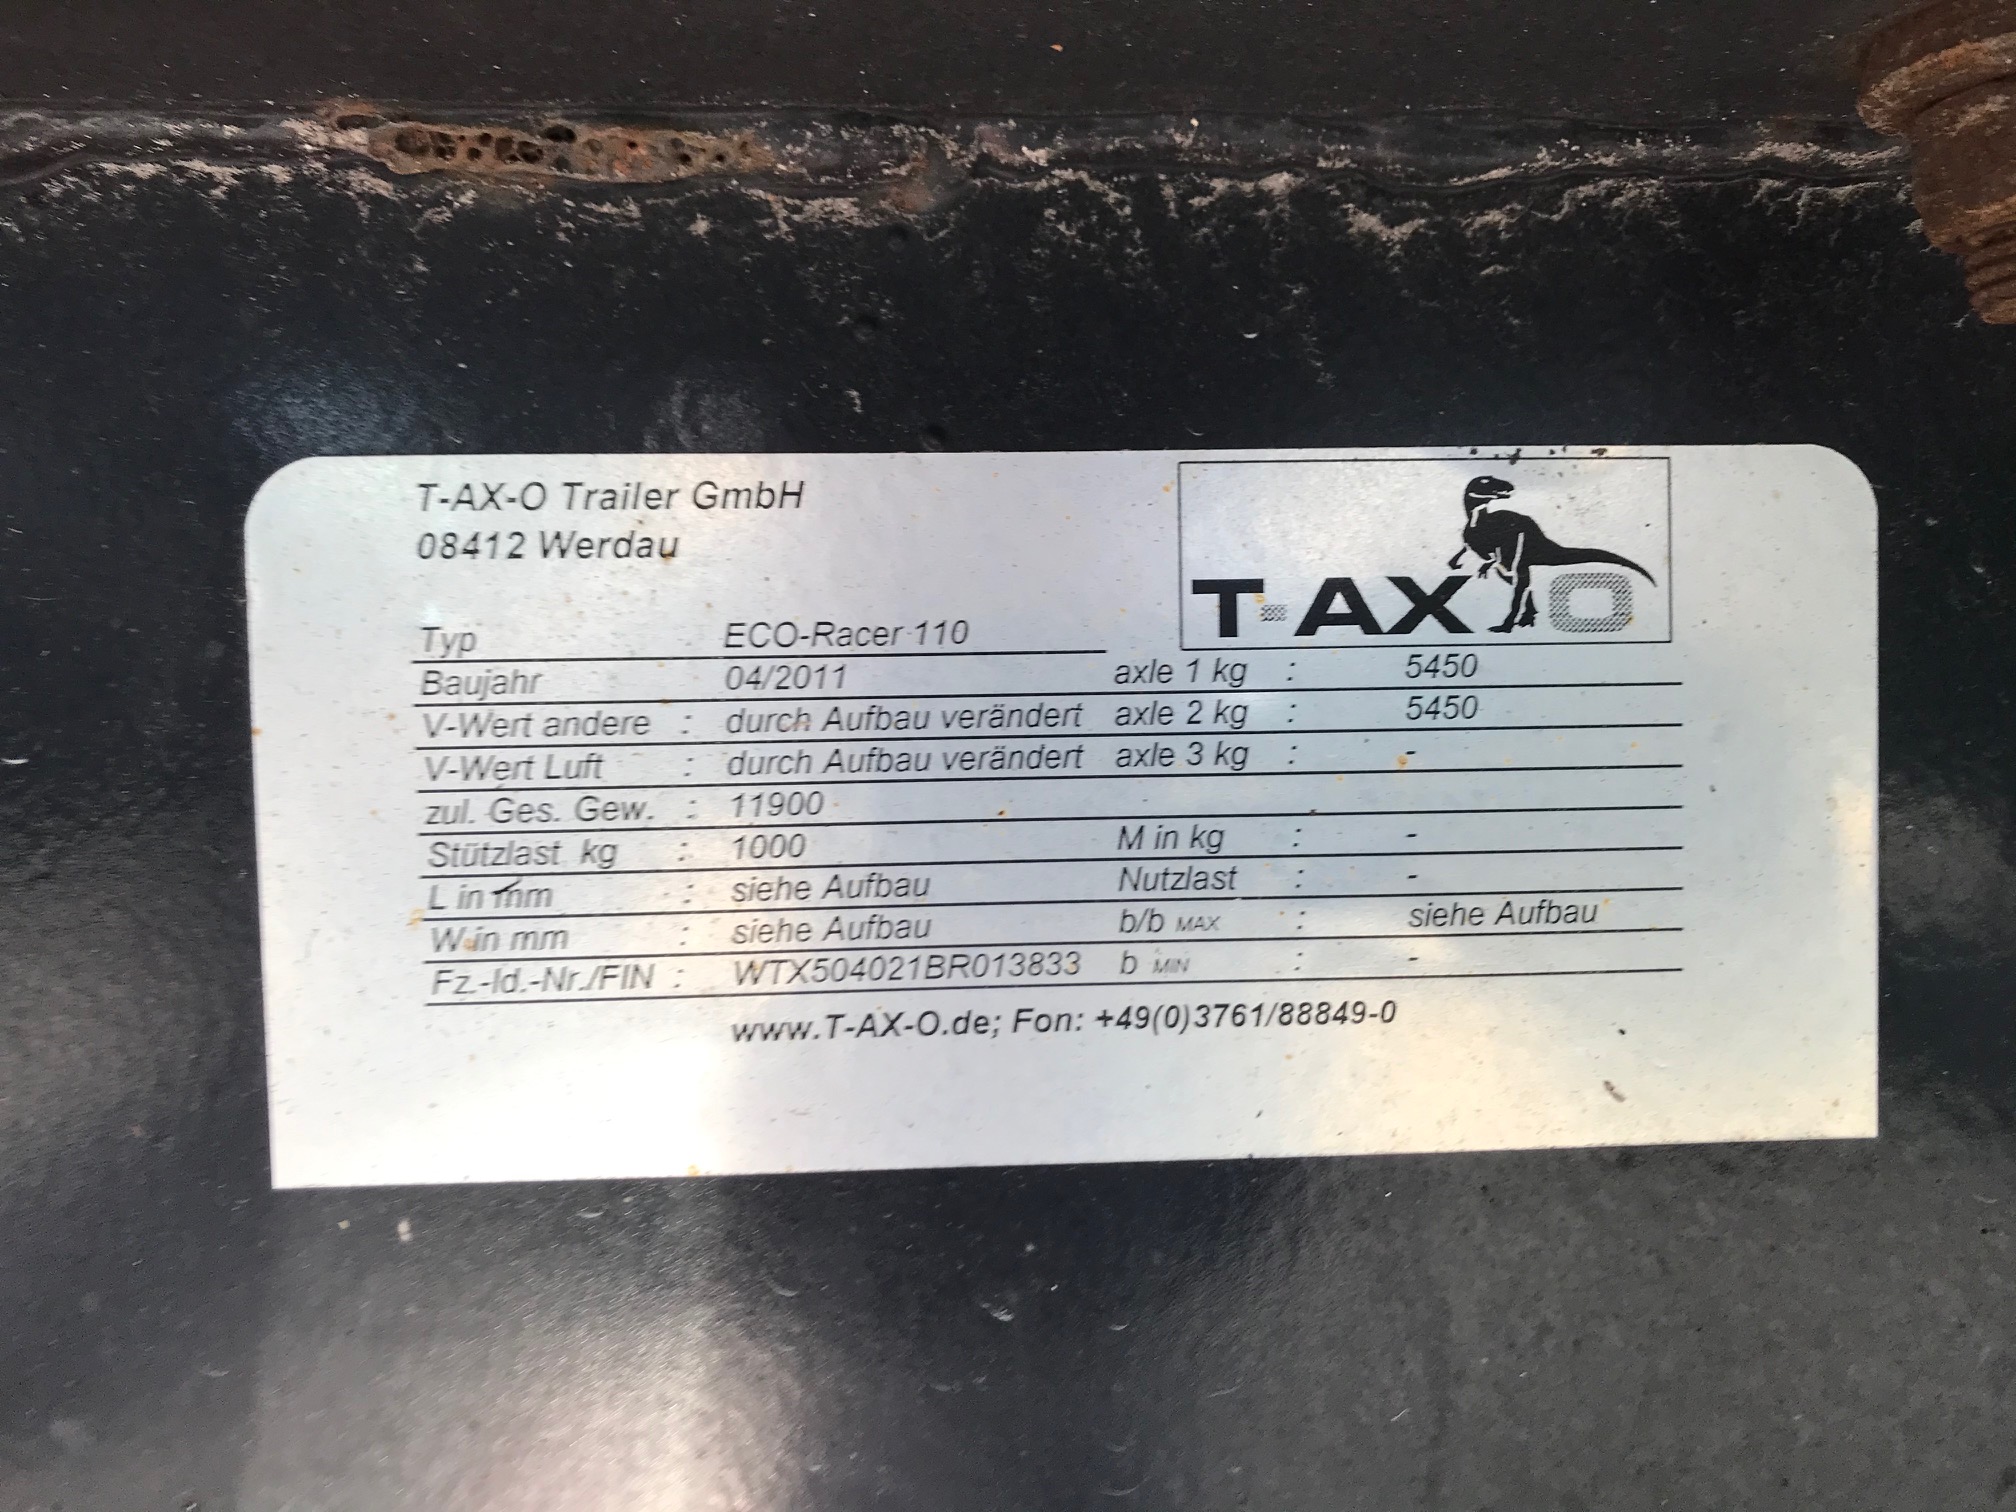 T-AX-O Trailer GmbH
08412 Werdau
T-AX-O
Typ ECO-Racer 110
Baujahr 04/2011 axle 1 kg : 5450
V-Wert andere : durch Aufbau verändert axle 2 kg : 5450
V-Wert Luft : durch Aufbau verändert axle 3 kg : -
zul. Ges. Gew. : 11900
Stützlast kg : 1000 M in kg : -
L in mm : siehe Aufbau Nutzlast : -
W in mm : siehe Aufbau b/b MAX : siehe Aufbau
Fz.-Id.-Nr./FIN : WTX504021BR013833 b MIN : -
www.T-AX-O.de; Fon: +49(0)3761/88849-0